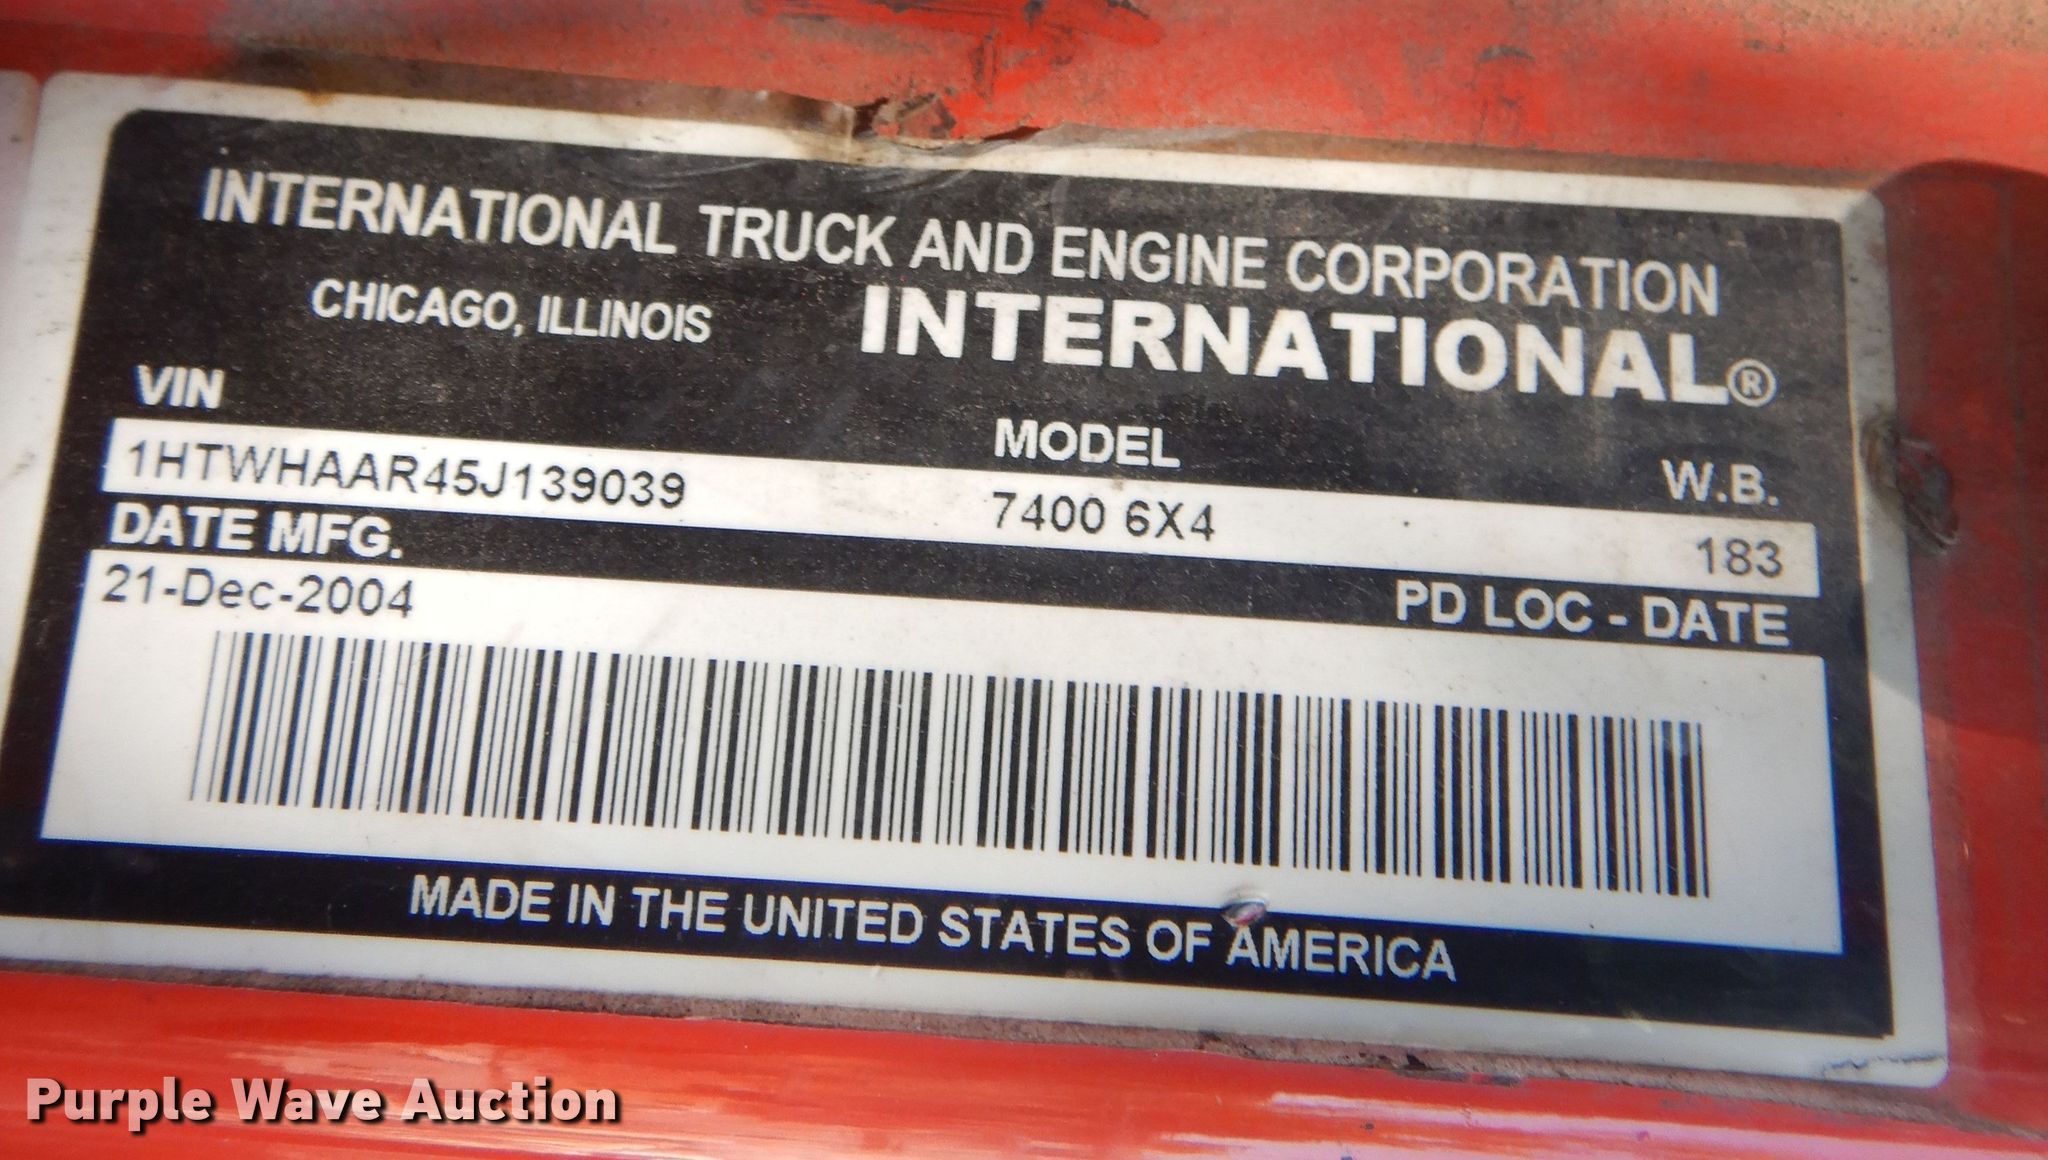 INTERNATIONAL TRUCK AND ENGINE CORPORATION
CHICAGO, ILLINOIS
INTERNATIONAL®
VIN
MODEL
W.B.
1HTWHAAR45J139039
7400 6X4
183
DATE MFG.
PD LOC - DATE
21-Dec-2004
MADE IN THE UNITED STATES OF AMERICA
Purple Wave Auction